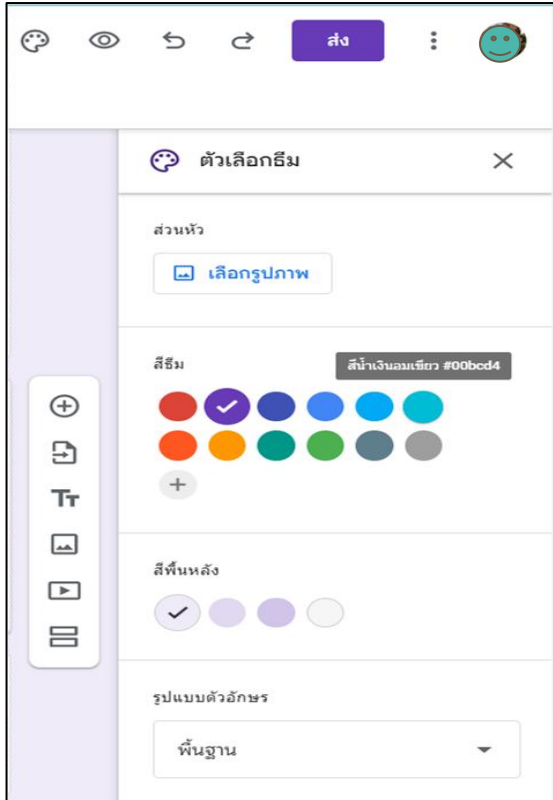 ส่ง
ตัวเลือกธีม
ส่วนหัว
เลือกรูปภาพ
สีธีม
สีน้ำเงินอมเขียว #00bcd4
Tт
สีพื้นหลัง
รูปแบบตัวอักษร
พื้นฐาน